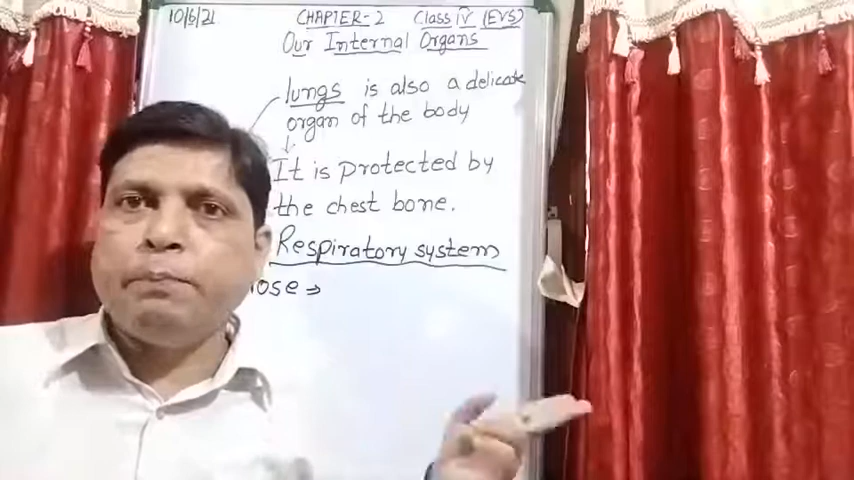 10/6/21 CHAPTER-2 Class IV (EVS)
Our Internal Organs
lungs is also a delicate
organ of the body
It is protected by
the chest bone.
Respiratory system
ose →